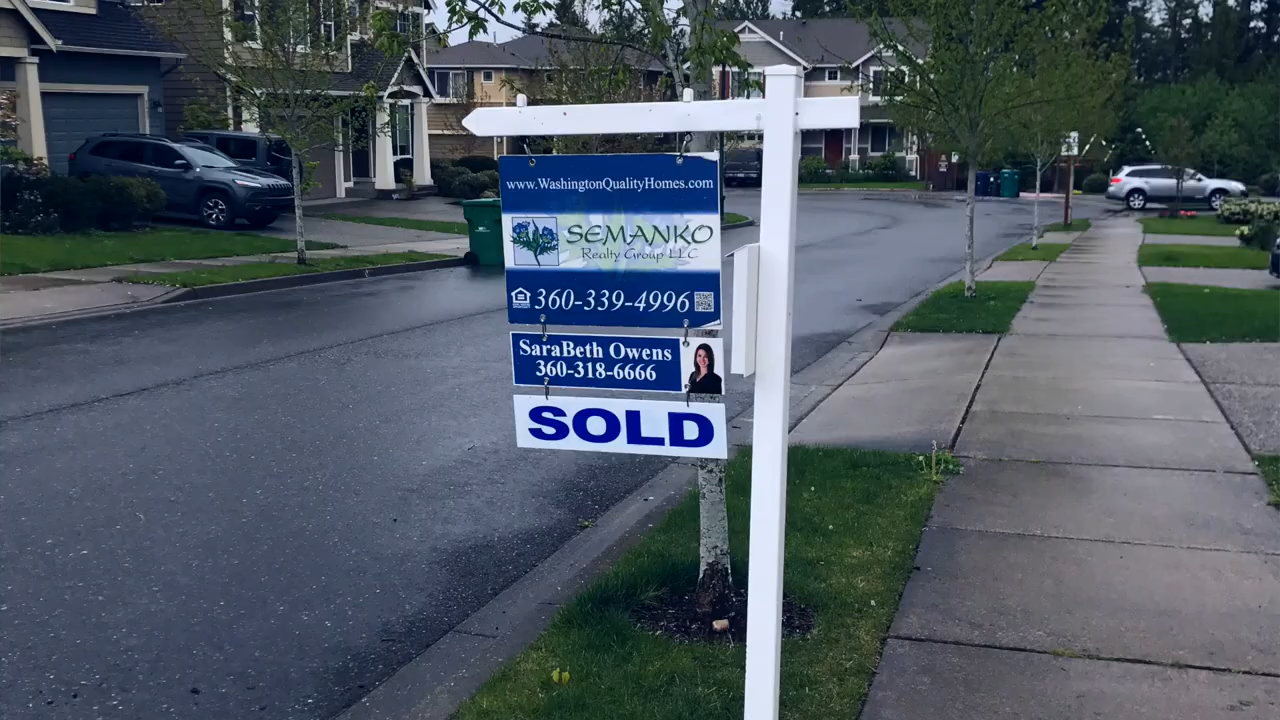 www.WashingtonQualityHomes.com
SEMANKO
Realty Group LLC
360-339-4996
SaraBeth Owens
360-318-6666
SOLD